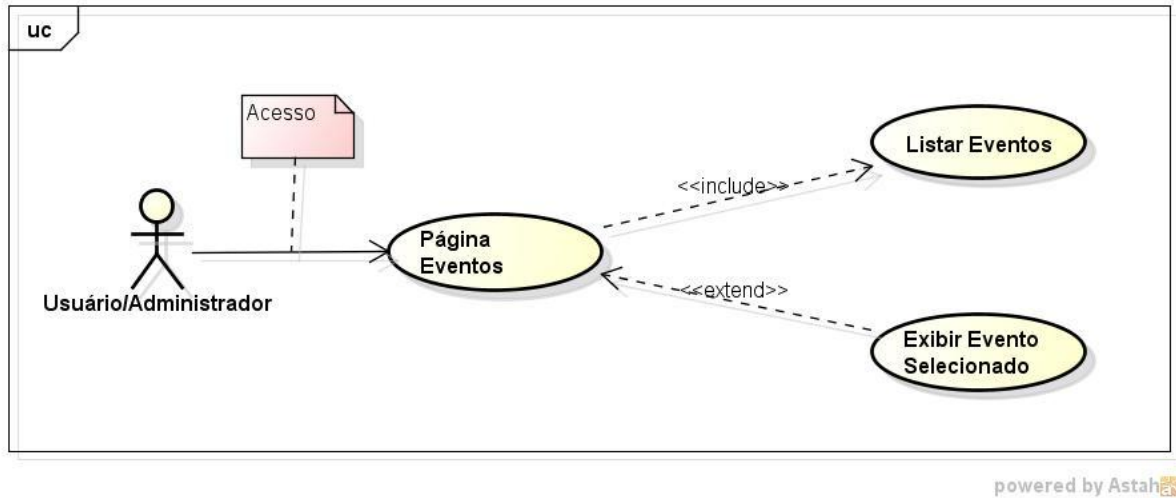 uc
Acesso
Listar Eventos
<<include>>
Página
Eventos
<<extend>>
Usuário/Administrador
Exibir Evento
Selecionado
powered by Astah